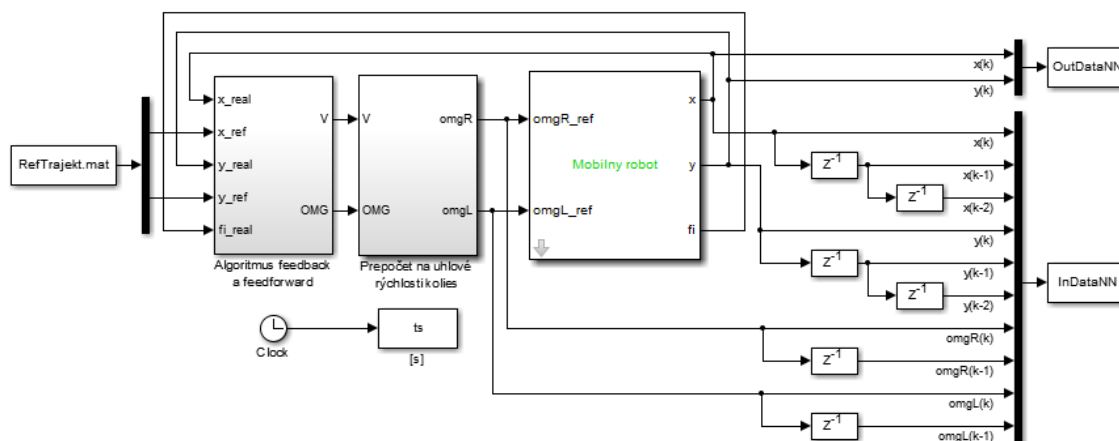 RefTrajekt.mat
x_real
x_ref
y_real
y_ref
fi_real
V
OMG
Algoritmus feedback
a feedforward
V
OMG
omgR
omgL
Prepočet na uhlové
rýchlosti kolies
omgR_ref
omgL_ref
Mobilny robot
x
y
fi
Clock
ts
[s]
x(k)
y(k)
OutDataNN
x(k)
z-1
x(k-1)
z-1
x(k-2)
y(k)
z-1
y(k-1)
z-1
y(k-2)
omgR(k)
z-1
omgR(k-1)
omgL(k)
z-1
omgL(k-1)
InDataNN